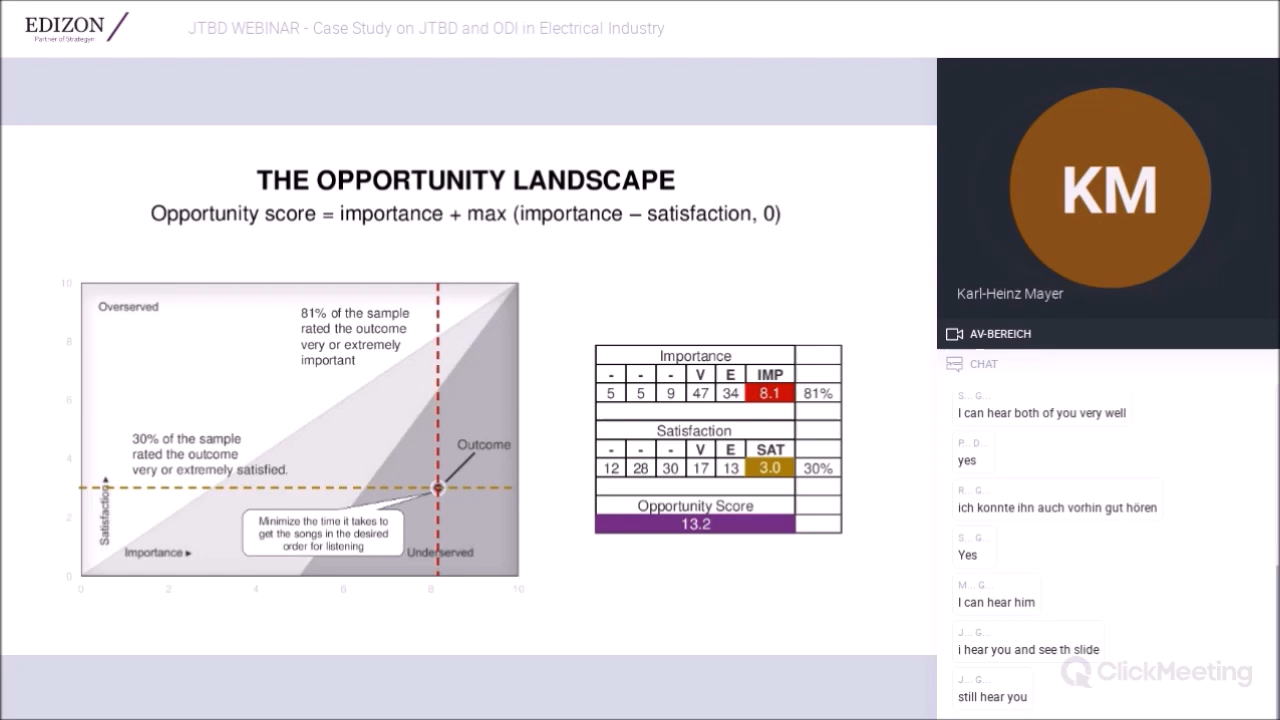 EDIZON
Partner of Strategyn
JTBD WEBINAR - Case Study on JTBD and ODI in Electrical Industry
THE OPPORTUNITY LANDSCAPE
Opportunity score = importance + max (importance – satisfaction, 0)
10
8
6
4
2
0
0 2 4 6 8 10
Overserved
81% of the sample
rated the outcome
very or extremely
important
30% of the sample
rated the outcome
very or extremely satisfied.
Outcome
Satisfaction ▸
Minimize the time it takes to
get the songs in the desired
order for listening
Importance ▸
Underserved
Importance
- - - V E IMP
5 5 9 47 34 8.1 81%
Satisfaction
- - - V E SAT
12 28 30 17 13 3.0 30%
Opportunity Score
13.2
KM
Karl-Heinz Mayer
AV-BEREICH
CHAT
S... G...
I can hear both of you very well
P... D...
yes
R... G...
ich konnte ihn auch vorhin gut hören
S... G...
Yes
M... G...
I can hear him
J... G...
i hear you and see th slide
J... G...
still hear you
ClickMeeting